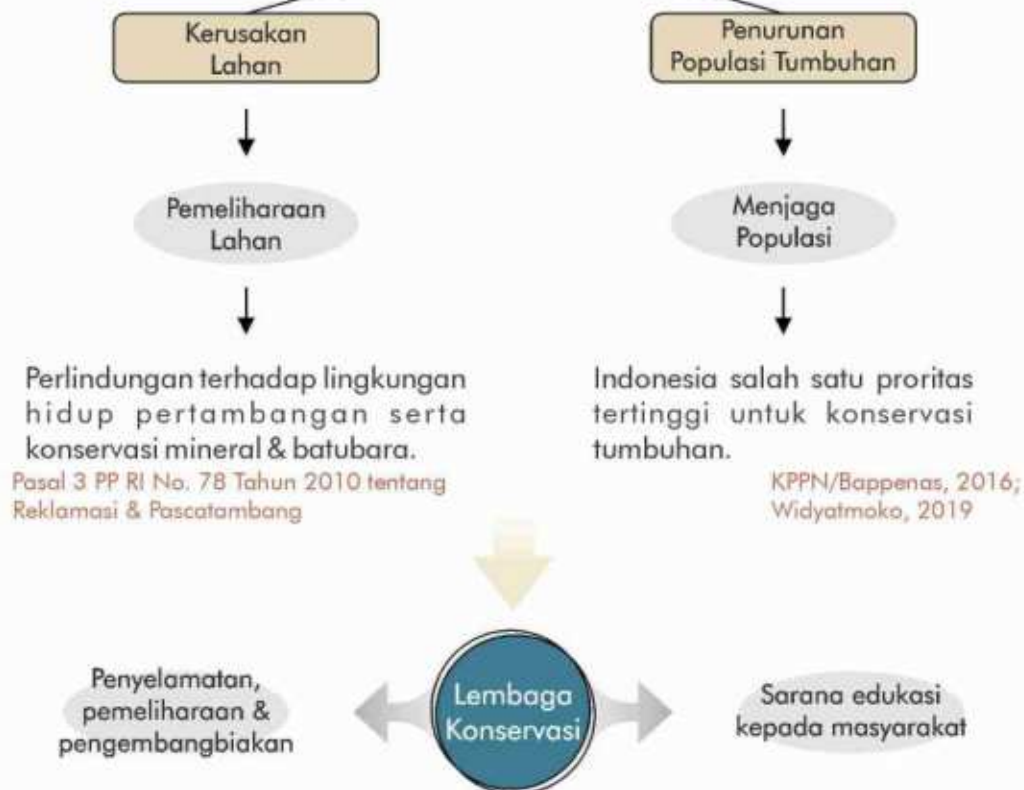 Kerusakan
Lahan
Penurunan
Populasi Tumbuhan
Pemeliharaan
Lahan
Menjaga
Populasi
Perlindungan terhadap lingkungan
hidup pertambangan serta
konservasi mineral & batubara.
Pasal 3 PP RI No. 78 Tahun 2010 tentang
Reklamasi & Pascatambang
Indonesia salah satu proritas
tertinggi untuk konservasi
tumbuhan.
KPPN/Bappenas, 2016;
Widyatmoko, 2019
Penyelamatan,
pemeliharaan &
pengembangbiakan
Lembaga
Konservasi
Sarana edukasi
kepada masyarakat